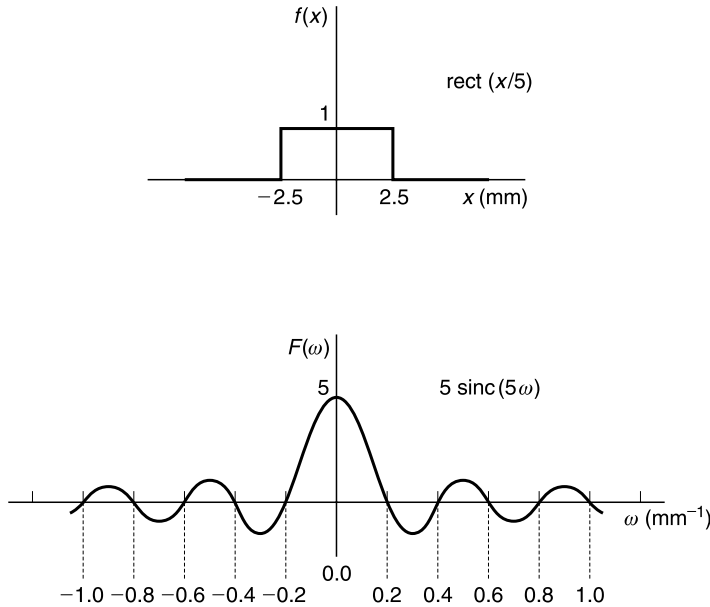 f(x)
rect (x/5)
1
−2.5
2.5
x (mm)
F(ω)
5
5 sinc (5ω)
ω (mm⁻¹)
0.0
−1.0 −0.8 −0.6 −0.4 −0.2
0.2 0.4 0.6 0.8 1.0